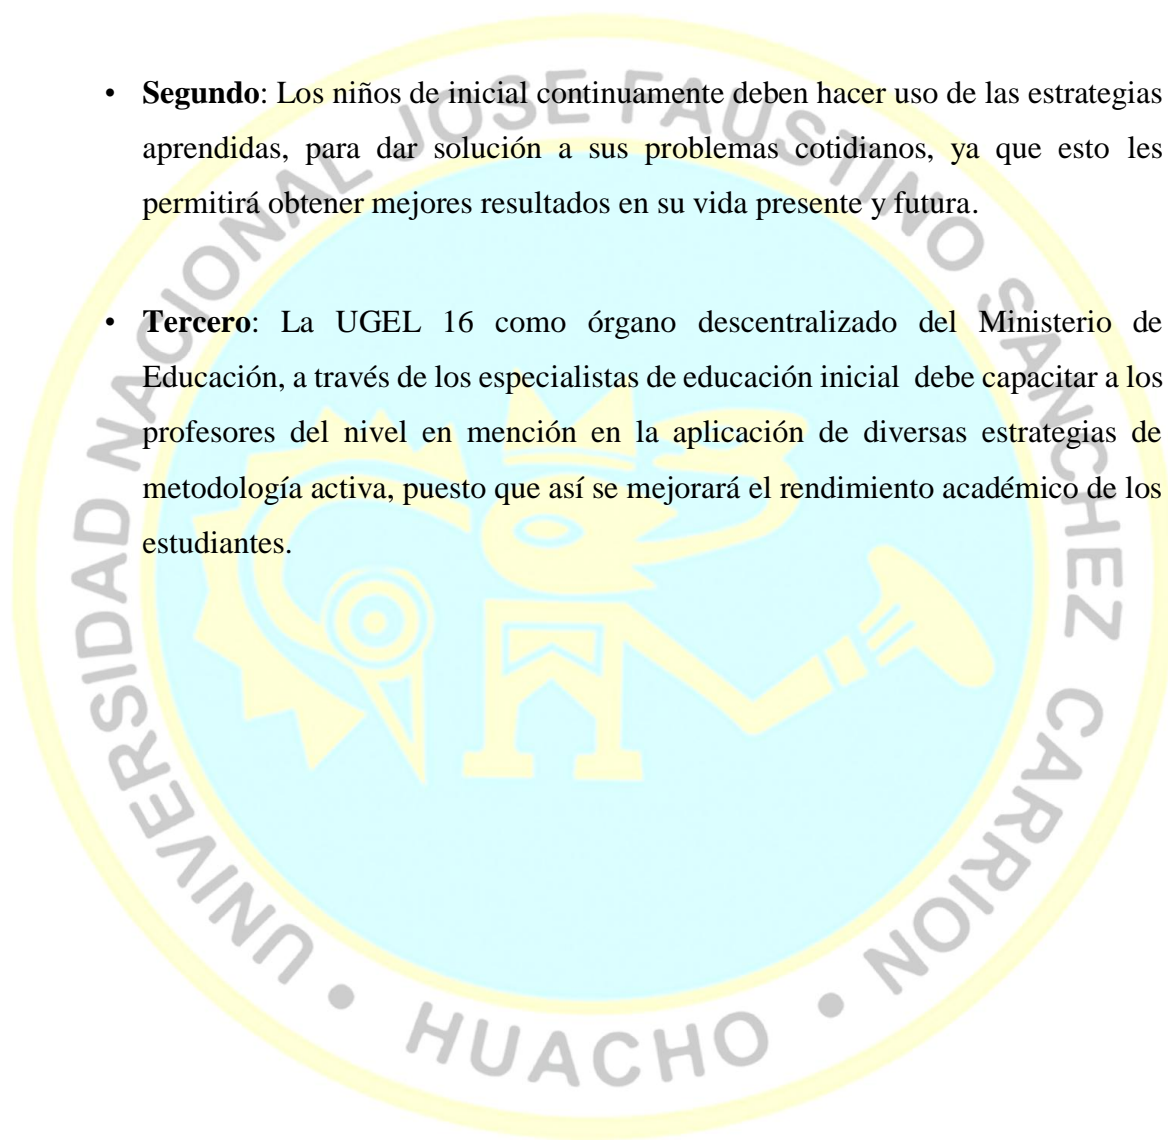 • Segundo: Los niños de inicial continuamente deben hacer uso de las estrategias
aprendidas, para dar solución a sus problemas cotidianos, ya que esto les
permitirá obtener mejores resultados en su vida presente y futura.
• Tercero: La UGEL 16 como órgano descentralizado del Ministerio de
Educación, a través de los especialistas de educación inicial debe capacitar a los
profesores del nivel en mención en la aplicación de diversas estrategias de
metodología activa, puesto que así se mejorará el rendimiento académico de los
estudiantes.
UNIVERSIDAD NACIONAL JOSE FAUSTINO SANCHEZ CARRION • HUACHO •